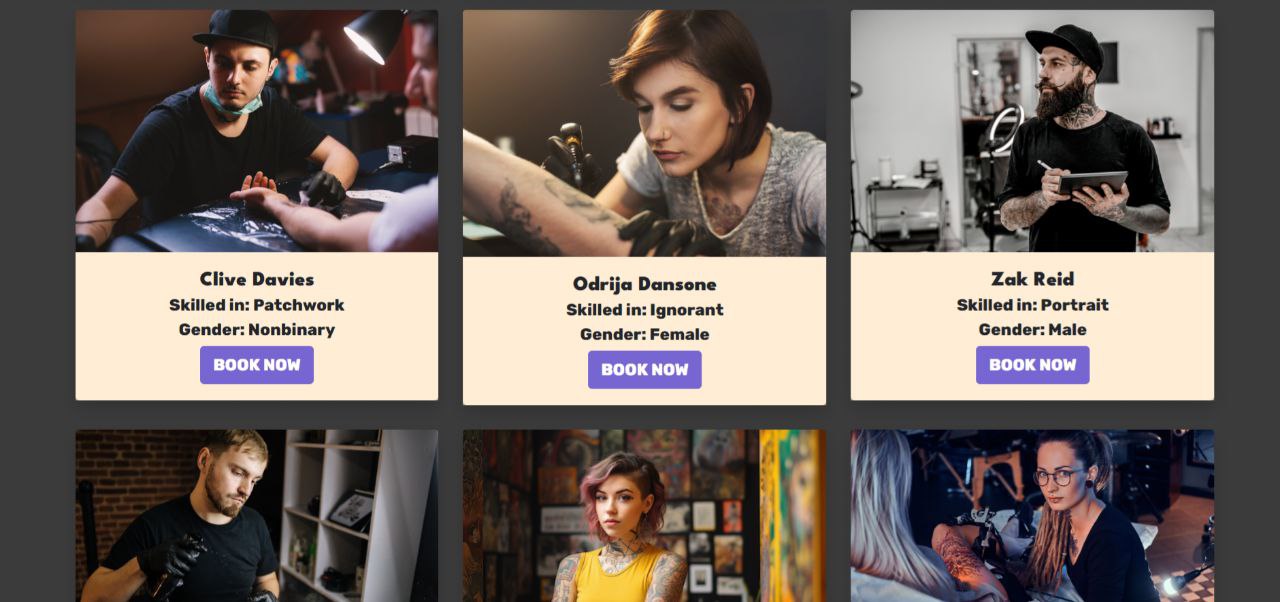 Clive Davies
Skilled in: Patchwork
Gender: Nonbinary
BOOK NOW
Odrija Dansone
Skilled in: Ignorant
Gender: Female
BOOK NOW
Zak Reid
Skilled in: Portrait
Gender: Male
BOOK NOW